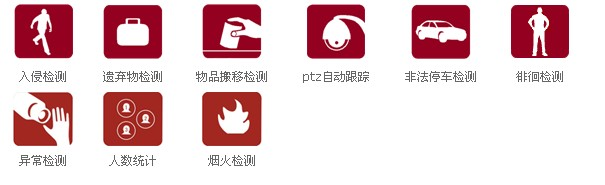 入侵检测
遗弃物检测
物品搬移检测
ptz自动跟踪
非法停车检测
徘徊检测
异常检测
人数统计
烟火检测